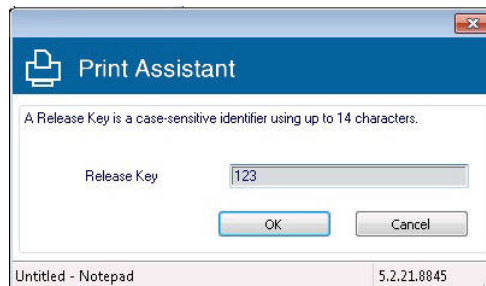 Print Assistant
A Release Key is a case-sensitive identifier using up to 14 characters.
Release Key 123
OK Cancel
Untitled - Notepad 5.2.21.8845